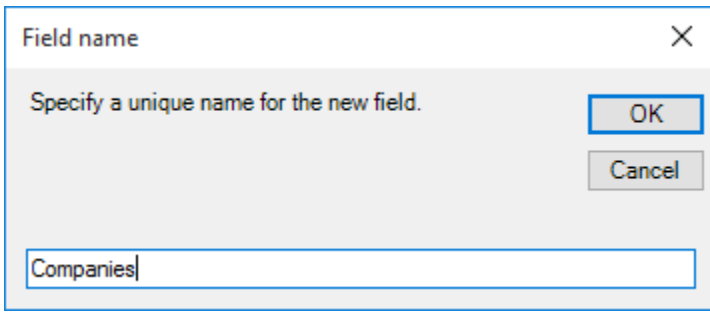 Field name
Specify a unique name for the new field.
OK
Cancel
Companies